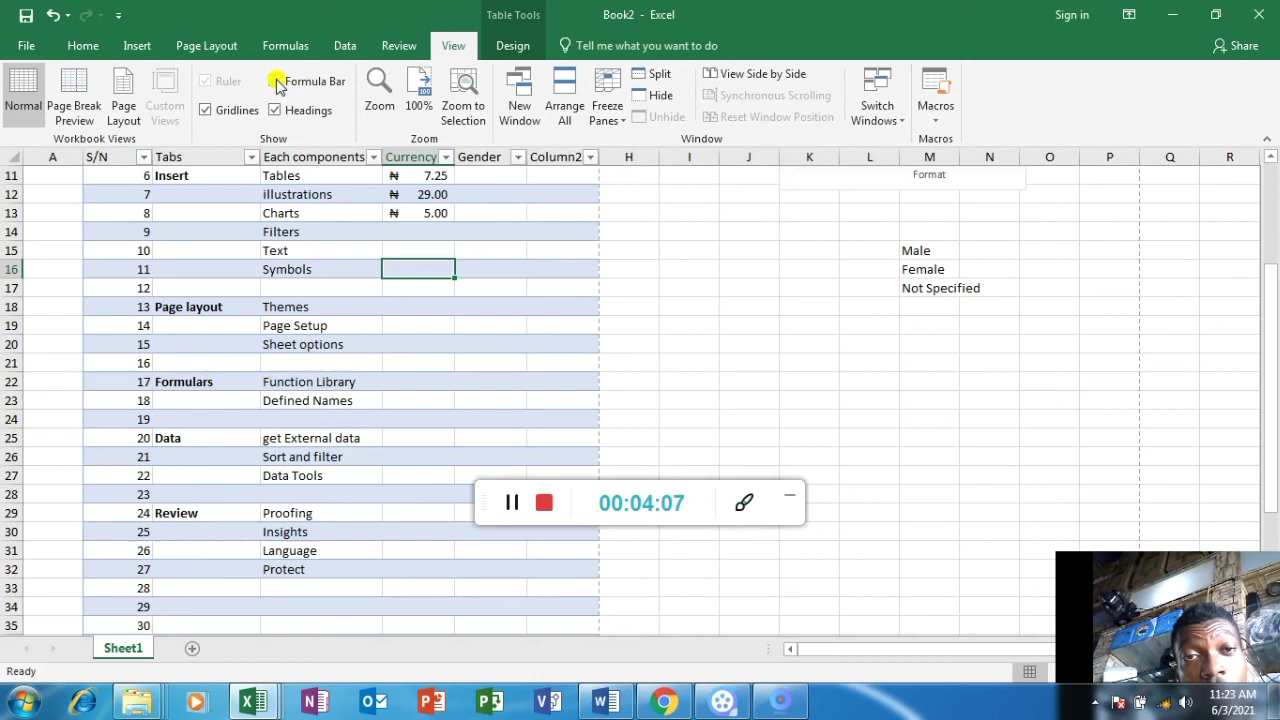 Table Tools
Book2 - Excel
Sign in
File
Home
Insert
Page Layout
Formulas
Data
Review
View
Design
Tell me what you want to do
Share
Normal
Page Break Preview
Page Layout
Custom Views
Workbook Views
Ruler
Formula Bar
Gridlines
Headings
Show
Zoom
100%
Zoom to Selection
Zoom
New Window
Arrange All
Freeze Panes
Split
Hide
Unhide
View Side by Side
Synchronous Scrolling
Reset Window Position
Window
Switch Windows
Macros
Macros
A S/N Tabs Each components Currency Gender Column2 H I J K L M N O P Q R
11 6 Insert Tables ₦ 7.25 Format
12 7 illustrations ₦ 29.00
13 8 Charts ₦ 5.00
14 9 Filters
15 10 Text Male
16 11 Symbols Female
17 12 Not Specified
18 13 Page layout Themes
19 14 Page Setup
20 15 Sheet options
21 16
22 17 Formulars Function Library
23 18 Defined Names
24 19
25 20 Data get External data
26 21 Sort and filter
27 22 Data Tools
28 23
29 24 Review Proofing
30 25 Insights
31 26 Language
32 27 Protect
33 28
34 29
35 30
00:04:07
Sheet1
Ready
11:23 AM
6/3/2021